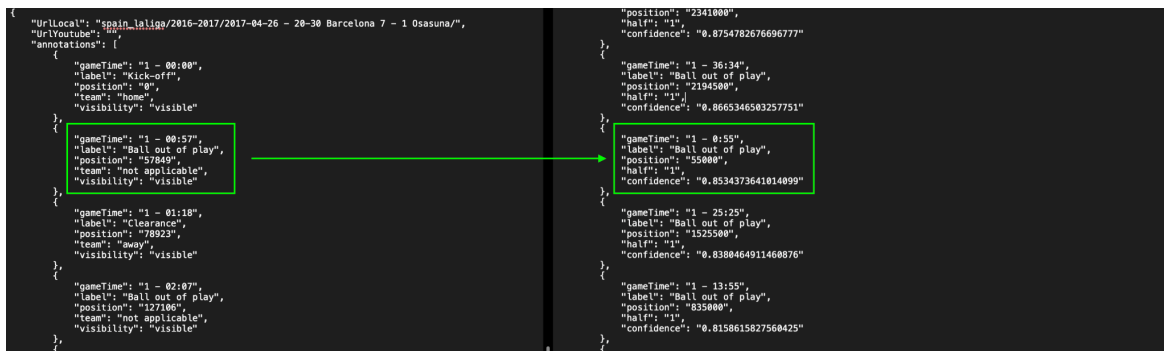 {
"UrlLocal": "spain_laliga/2016-2017/2017-04-26 - 20-30 Barcelona 7 - 1 Osasuna/",
"UrlYoutube": "",
"annotations": [
{
"gameTime": "1 - 00:00",
"label": "Kick-off",
"position": "0",
"team": "home",
"visibility": "visible"
},
{
"gameTime": "1 - 00:57",
"label": "Ball out of play",
"position": "57849",
"team": "not applicable",
"visibility": "visible"
},
{
"gameTime": "1 - 01:18",
"label": "Clearance",
"position": "78923",
"team": "away",
"visibility": "visible"
},
{
"gameTime": "1 - 02:07",
"label": "Ball out of play",
"position": "127106",
"team": "not applicable",
"visibility": "visible"
},
{
"position": "2341000",
"half": "1",
"confidence": "0.8754782676696777"
},
{
"gameTime": "1 - 36:34",
"label": "Ball out of play",
"position": "2194500",
"half": "1",
"confidence": "0.8665346503257751"
},
{
"gameTime": "1 - 0:55",
"label": "Ball out of play",
"position": "55000",
"half": "1",
"confidence": "0.8534373641014099"
},
{
"gameTime": "1 - 25:25",
"label": "Ball out of play",
"position": "1525500",
"half": "1",
"confidence": "0.8380464911460876"
},
{
"gameTime": "1 - 13:55",
"label": "Ball out of play",
"position": "835000",
"half": "1",
"confidence": "0.8158615827560425"
},
{